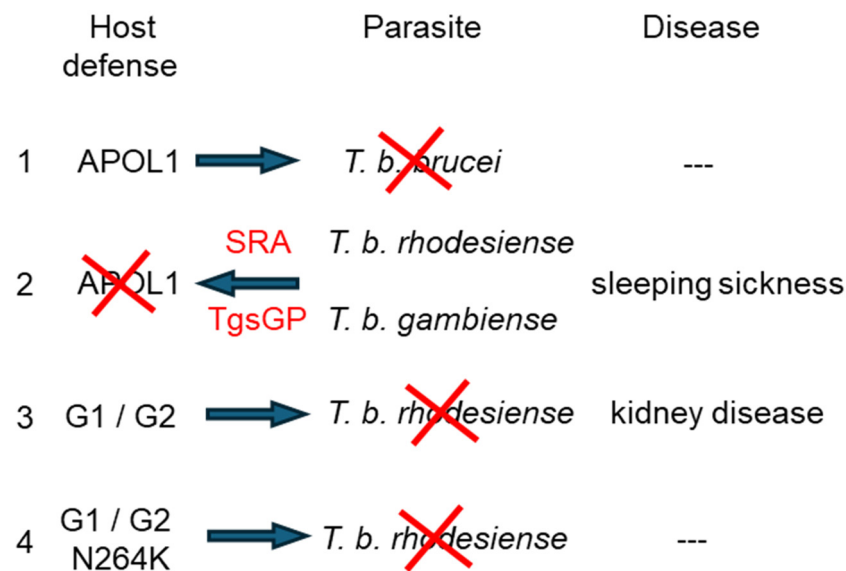 Host defense Parasite Disease
1 APOL1 T. b. brucei ---
SRA T. b. rhodesiense
2 APOL1 sleeping sickness
TgsGP T. b. gambiense
3 G1 / G2 T. b. rhodesiense kidney disease
4 G1 / G2 N264K T. b. rhodesiense ---